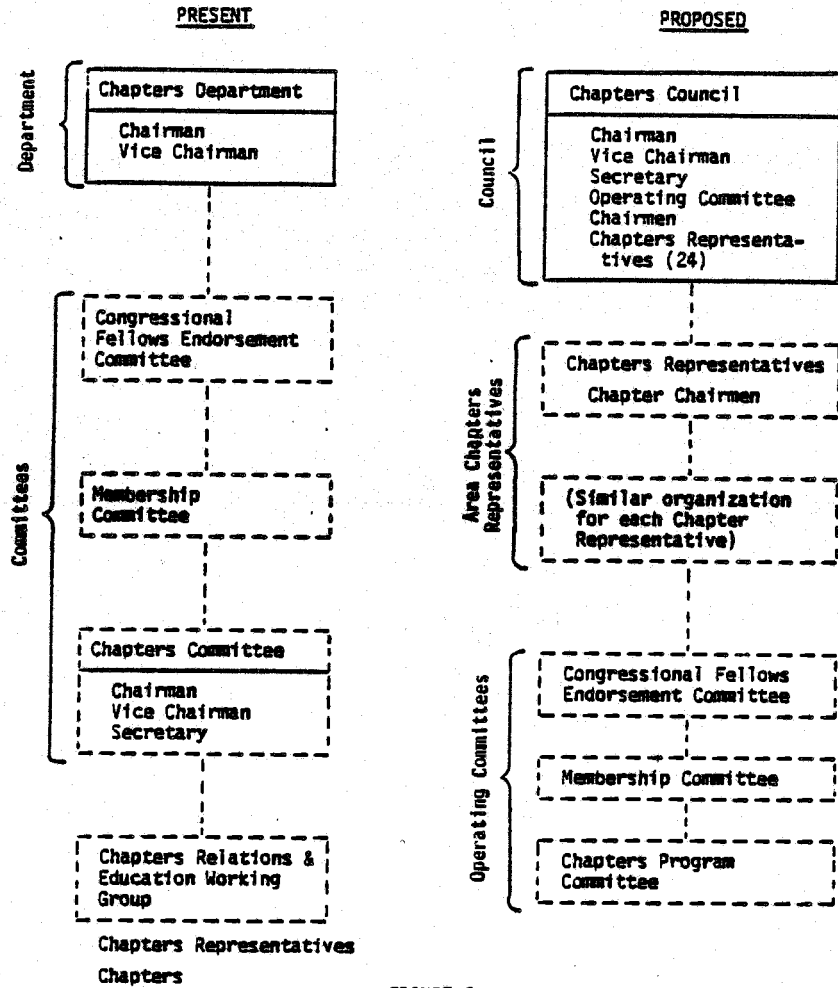 PRESENT
Department
Chapters Department
Chairman
Vice Chairman
Committees
Congressional
Fellows Endorsement
Committee
Membership
Committee
Chapters Committee
Chairman
Vice Chairman
Secretary
Chapters Relations &
Education Working
Group
Chapters Representatives
Chapters
PROPOSED
Council
Chapters Council
Chairman
Vice Chairman
Secretary
Operating Committee
Chairmen
Chapters Representa-
tives (24)
Area Chapters
Representatives
Chapters Representatives
Chapter Chairmen
(Similar organization
for each Chapter
Representative)
Operating Committees
Congressional Fellows
Endorsement Committee
Membership Committee
Chapters Program
Committee